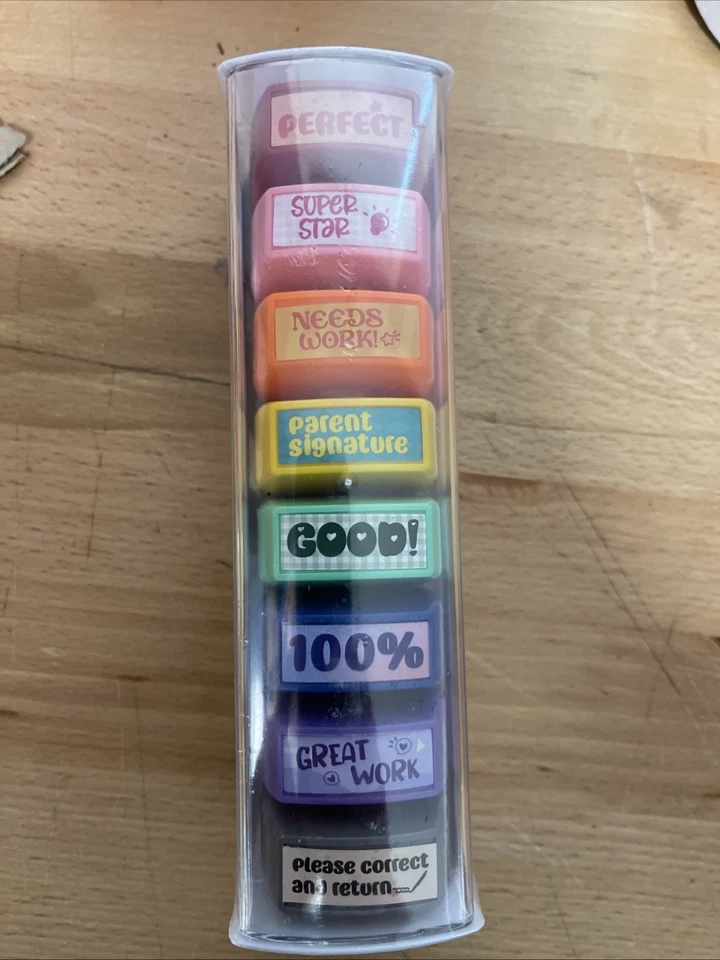 PERFECT
SUPER
STaR
NEEDS
WORK!
parent
signature
GOOD!
100%
GREAT
WORK
please correct
and return